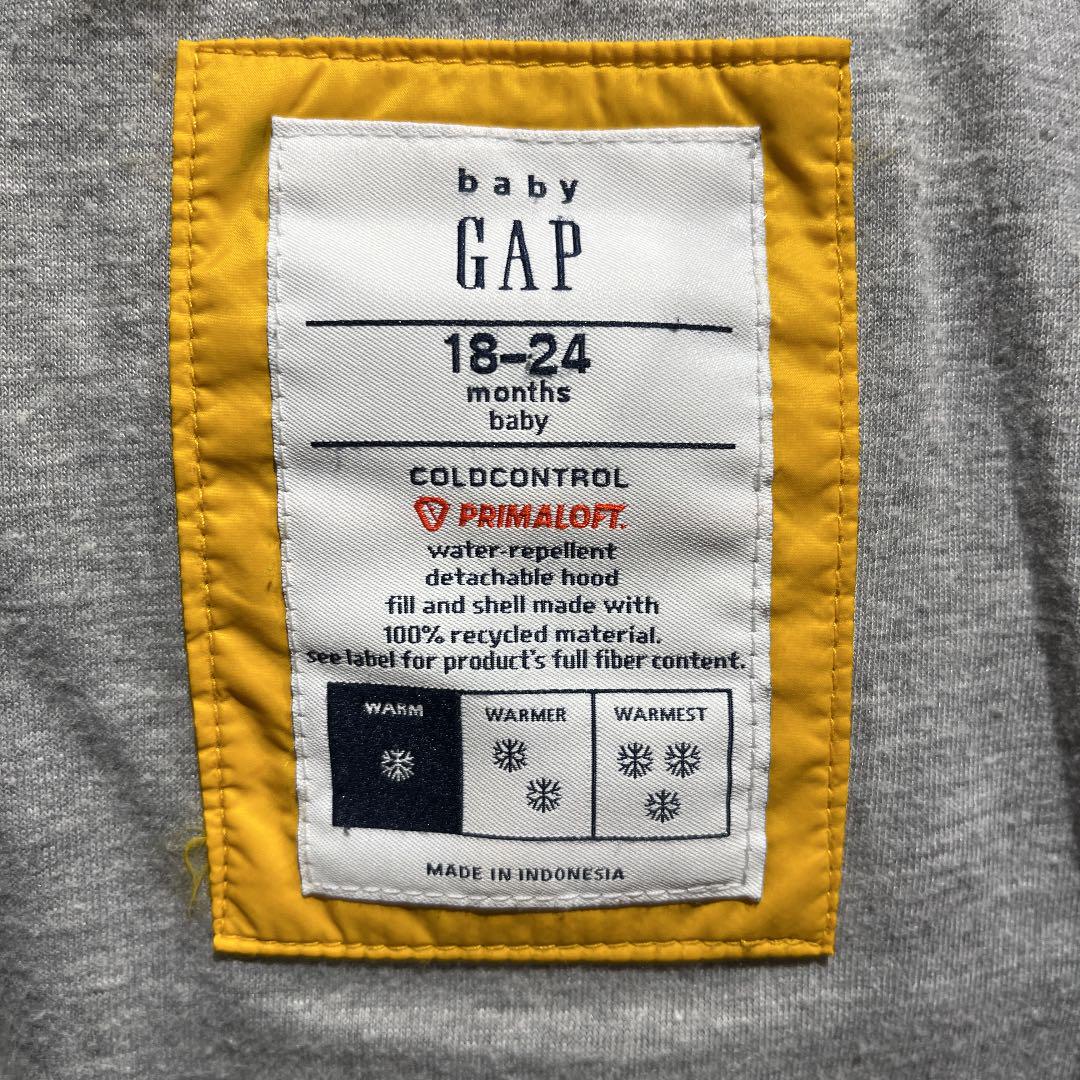 baby
GAP
18-24
months
baby
COLDCONTROL
PRIMALOFT.
water-repellent
detachable hood
fill and shell made with
100% recycled material.
see label for product's full fiber content.
WARM
WARMER
WARMEST
MADE IN INDONESIA